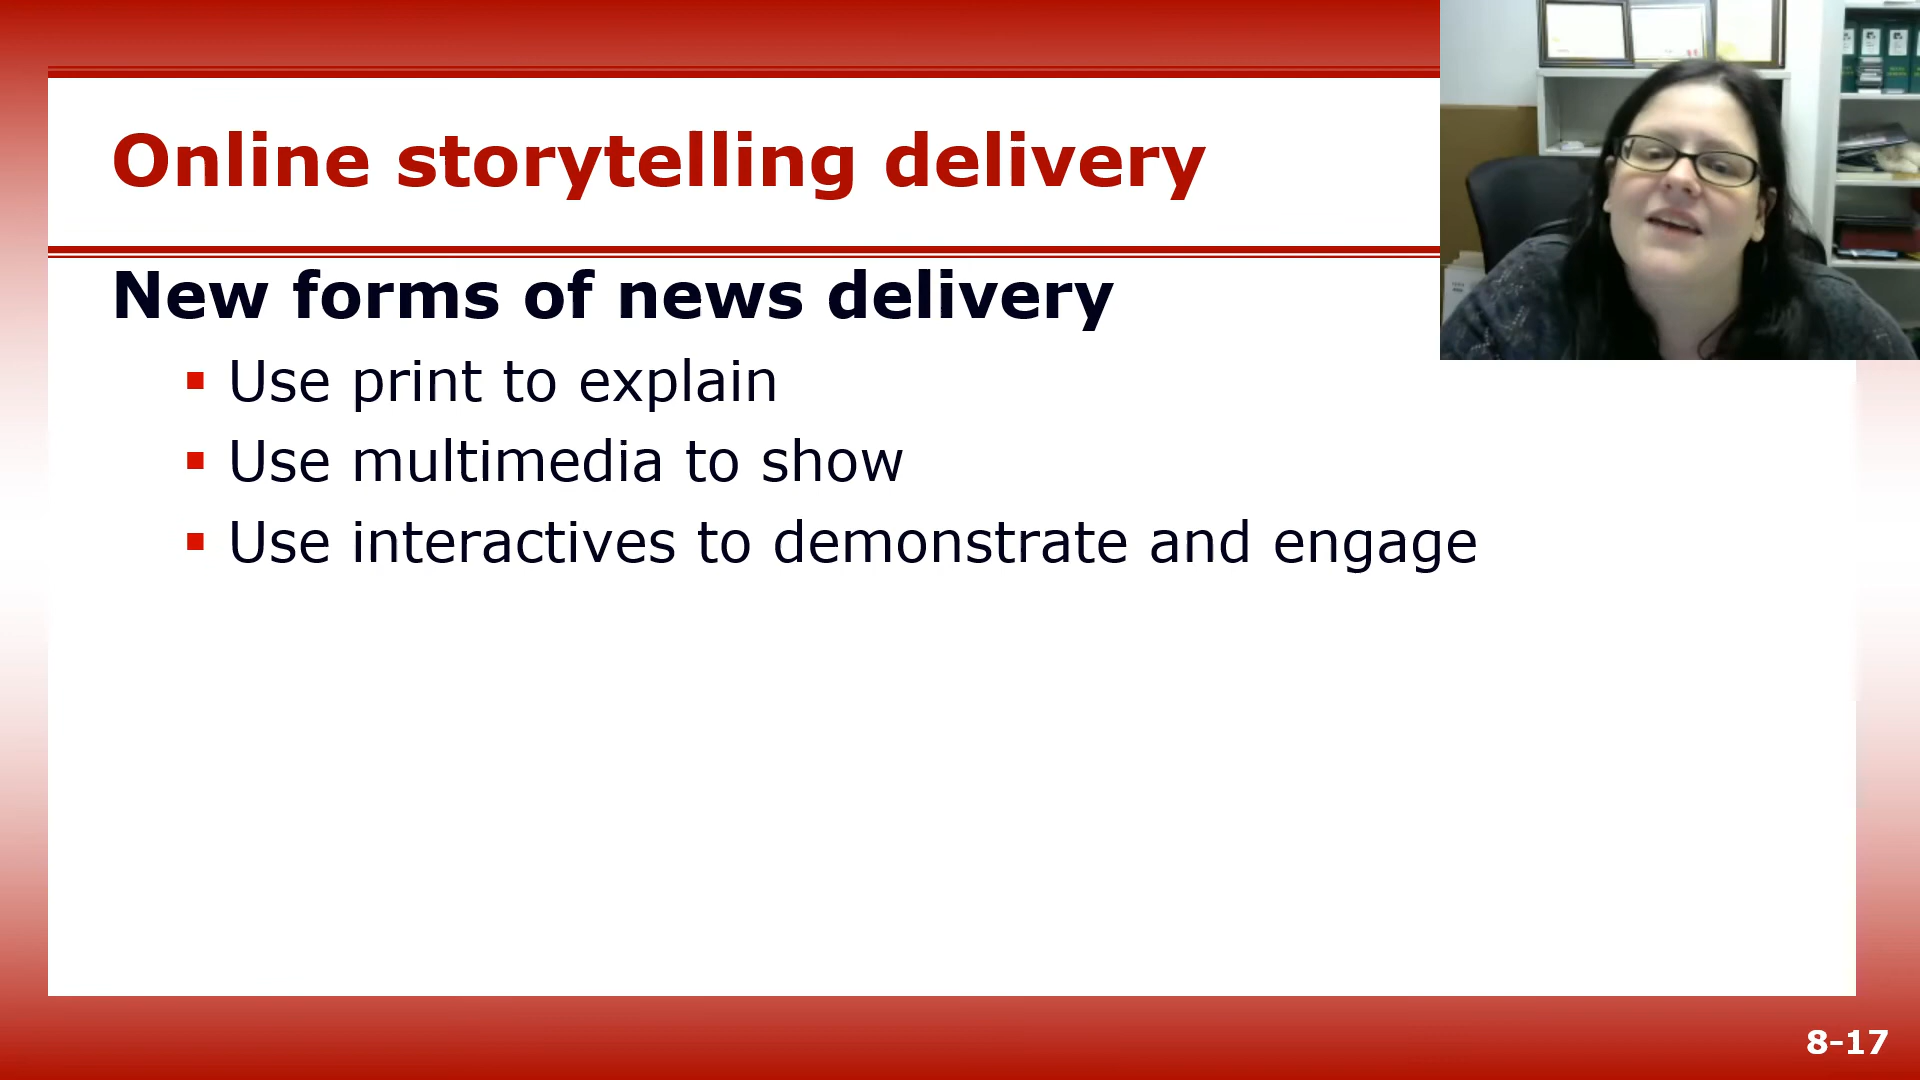 Online storytelling delivery
New forms of news delivery
Use print to explain
Use multimedia to show
Use interactives to demonstrate and engage
8-17